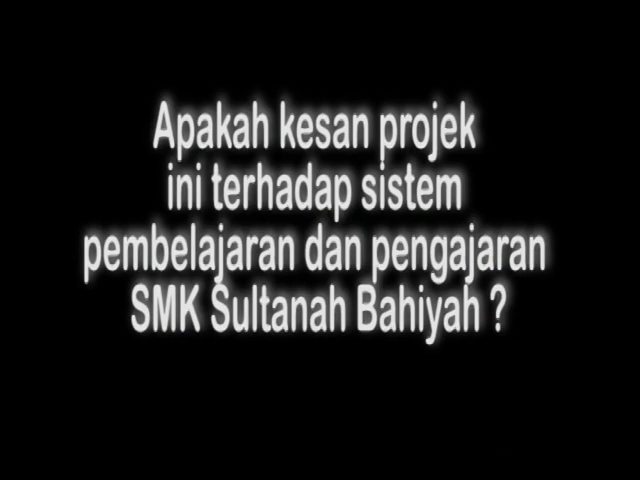 Apakah kesan projek
ini terhadap sistem
pembelajaran dan pengajaran
SMK Sultanah Bahiyah ?